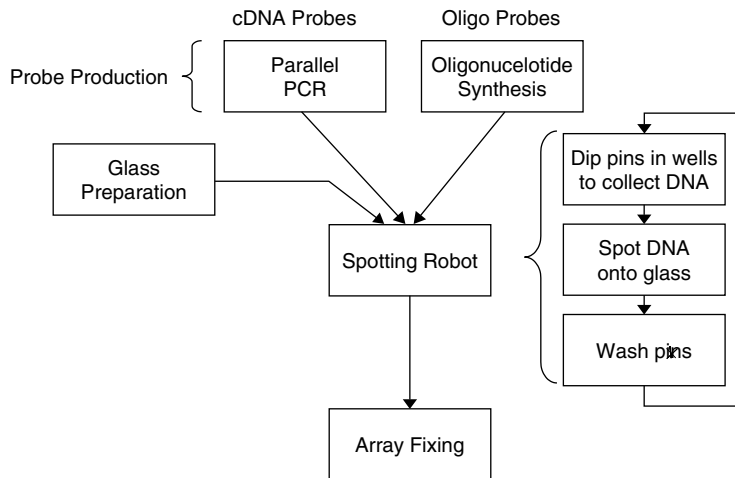 cDNA Probes
Oligo Probes
Probe Production
Parallel
PCR
Oligonucelotide
Synthesis
Glass
Preparation
Spotting Robot
Array Fixing
Dip pins in wells
to collect DNA
Spot DNA
onto glass
Wash pins